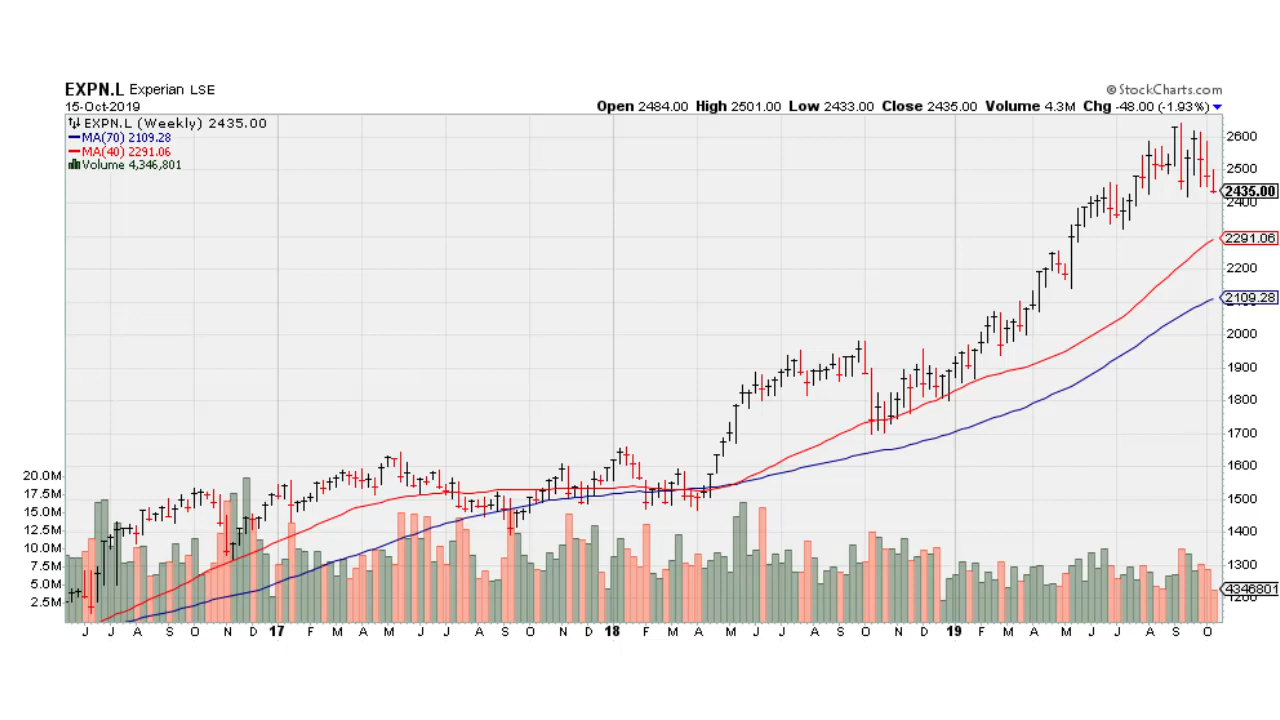 EXPN.L Experian LSE
© StockCharts.com
15-Oct-2019
Open 2484.00 High 2501.00 Low 2433.00 Close 2435.00 Volume 4.3M Chg -48.00 (-1.93%)
EXPN.L (Weekly) 2435.00
MA(70) 2109.28
MA(40) 2291.06
Volume 4,346,801
2600
2500
2435.00
2400
2291.06
2200
2109.28
2000
1900
1800
1700
1600
1500
1400
1300
4346801
1200
20.0M
17.5M
15.0M
12.5M
10.0M
7.5M
5.0M
2.5M
J J A S O N D 17 F M A M J J A S O N D 18 F M A M J J A S O N D 19 F M A M J J A S O